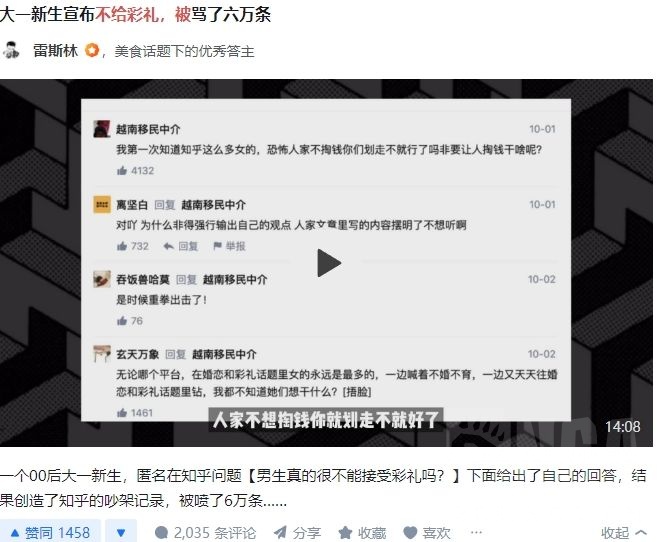 大一新生宣布不给彩礼，被骂了六万条
雷斯林，美食话题下的优秀答主
越南移民中介 10-01
我第一次知道知乎这么多女的，恐怖人家不掏钱你们划走不就行了吗非要让人掏钱干啥呢?
4132
离坚白 回复 越南移民中介 10-01
对吖 为什么非得强行输出自己的观点 人家文章里写的内容摆明了不想听啊
732 回复 举报
吞饭兽哈莫 回复 越南移民中介 10-02
是时候重拳出击了!
76
玄天万象 回复 越南移民中介 10-02
无论哪个平台，在婚恋和彩礼话题里女的永远是最多的，一边喊着不婚不育，一边又天天往婚
恋和彩礼话题里钻，我都不知道她们想干什么? [捂脸]
1461
人家不想掏钱你就划走不就好了
14:08
一个00后大一新生，匿名在知乎问题【男生真的很不能接受彩礼吗？】下面给出了自己的回答，结
果创造了知乎的吵架记录，被喷了6万条......
赞同 1458 2,035 条评论 分享 收藏 喜欢 ··· 收起